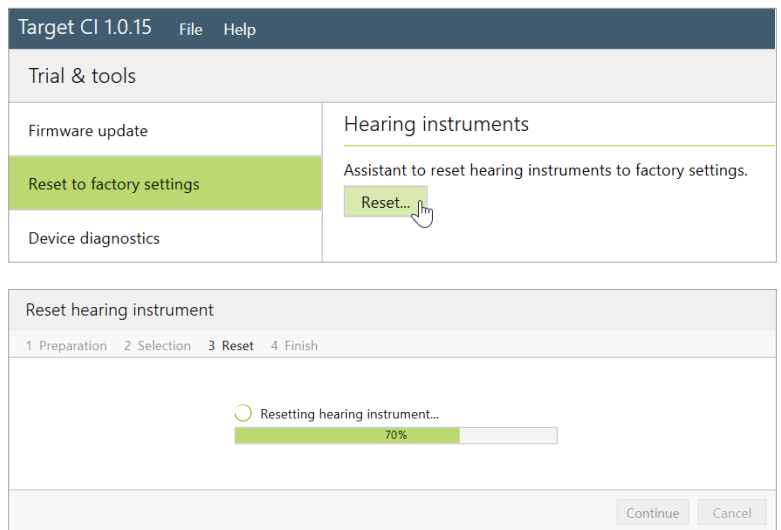 Target CI 1.0.15 File Help
Trial & tools
Firmware update
Reset to factory settings
Device diagnostics
Hearing instruments
Assistant to reset hearing instruments to factory settings.
Reset...
Reset hearing instrument
1 Preparation 2 Selection 3 Reset 4 Finish
Resetting hearing instrument...
70%
Continue Cancel